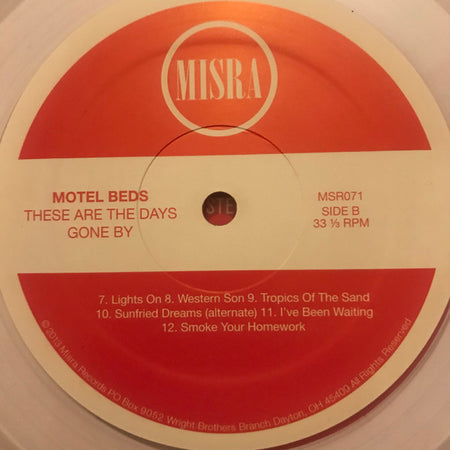 MISRA
MOTEL BEDS
THESE ARE THE DAYS
GONE BY
STE
MSR071
SIDE B
33 ⅓ RPM
7. Lights On 8. Western Son 9. Tropics Of The Sand
10. Sunfried Dreams (alternate) 11. I've Been Waiting
12. Smoke Your Homework
© 2013 Misra Records PO Box 9052 Wright Brothers Branch Dayton, OH 45409 All Rights Reserved